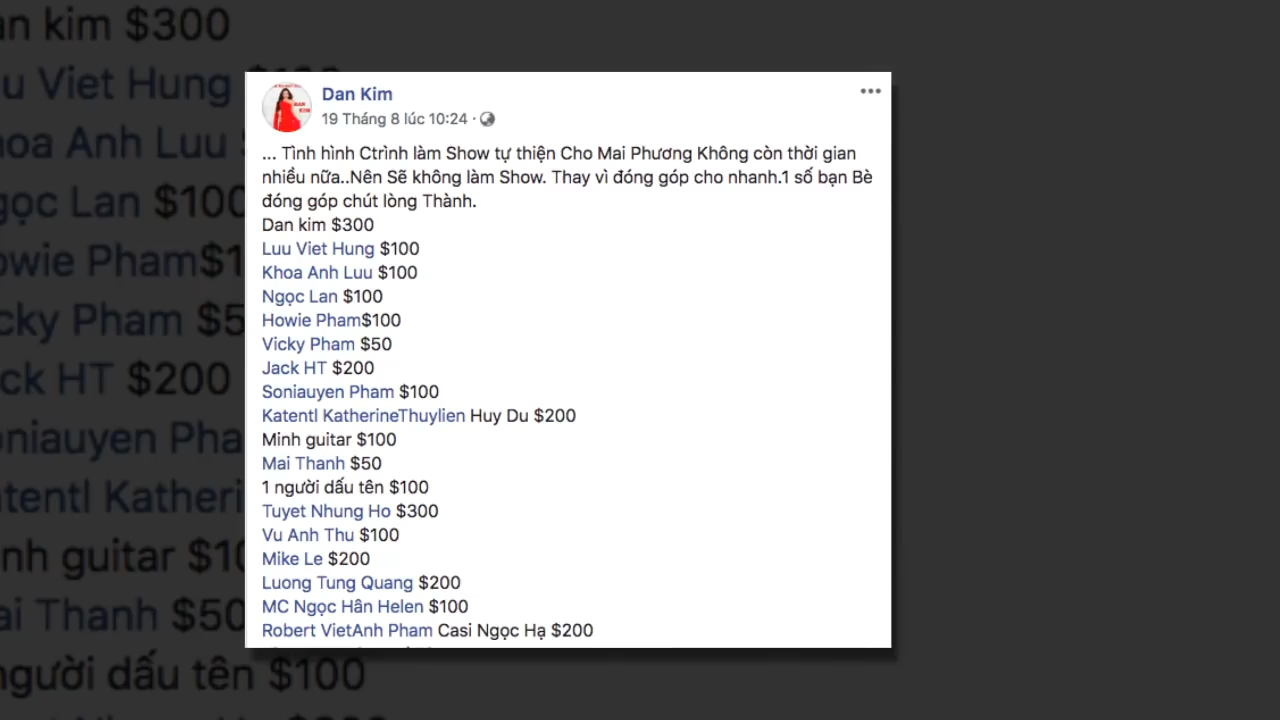 Dan Kim
19 Tháng 8 lúc 10:24 ·
... Tình hình Ctrình làm Show tự thiện Cho Mai Phương Không còn thời gian
nhiều nữa..Nên Sẽ không làm Show. Thay vì đóng góp cho nhanh.1 số bạn Bè
đóng góp chút lòng Thành.
Dan kim $300
Luu Viet Hung $100
Khoa Anh Luu $100
Ngọc Lan $100
Howie Pham$100
Vicky Pham $50
Jack HT $200
Soniauyen Pham $100
Katentl KatherineThuylien Huy Du $200
Minh guitar $100
Mai Thanh $50
1 người dấu tên $100
Tuyet Nhung Ho $300
Vu Anh Thu $100
Mike Le $200
Luong Tung Quang $200
MC Ngọc Hân Helen $100
Robert VietAnh Pham Casi Ngọc Hạ $200